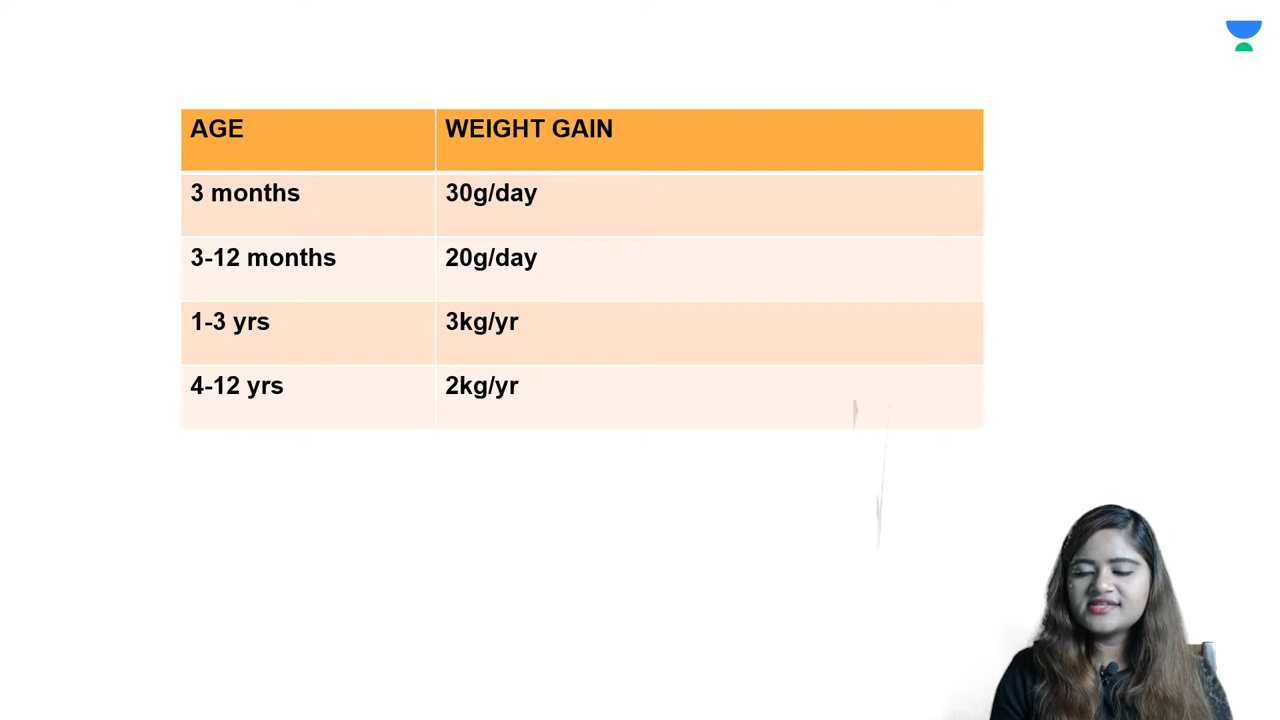 AGE WEIGHT GAIN
3 months 30g/day
3-12 months 20g/day
1-3 yrs 3kg/yr
4-12 yrs 2kg/yr